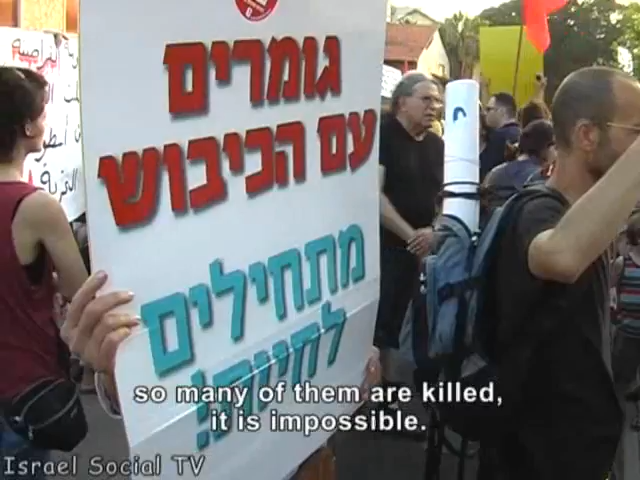 גומרים
עם הכיבוש
מתחילים
לחיות!
so many of them are killed,
it is impossible.
Israel Social TV